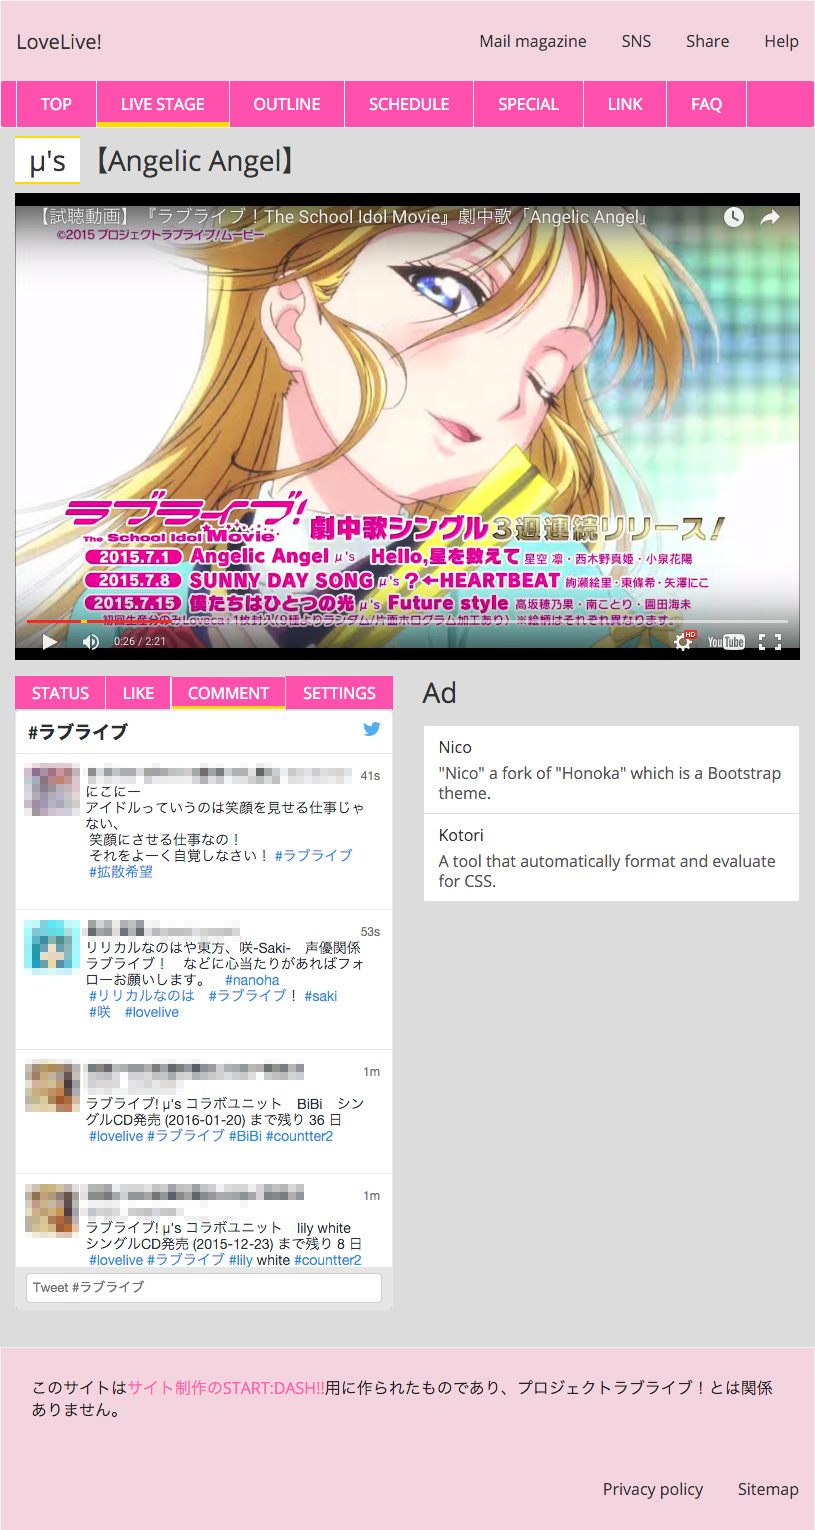 LoveLive!
Mail magazine SNS Share Help
TOP LIVE STAGE OUTLINE SCHEDULE SPECIAL LINK FAQ
μ's 【Angelic Angel】
【試聴動画】『ラブライブ！The School Idol Movie』劇中歌「Angelic Angel」
©2015 プロジェクトラブライブ!ムービー
ラブライブ!
The School Idol Movie 劇中歌シングル3週連続リリース!
2015.7.1 Angelic Angel μ's Hello,星を数えて 星空 凛・西木野真姫・小泉花陽
2015.7.8 SUNNY DAY SONG μ's ?←HEARTBEAT 絢瀬絵里・東條希・矢澤にこ
2015.7.15 僕たちはひとつの光 μ's Future style 高坂穂乃果・南ことり・園田海未
初回生産分のみLoveca+1枚封入(9種よりランダム/片面ホログラム加工あり) ※絵柄はそれぞれ異なります。
0:26 / 2:21 HD YouTube
STATUS LIKE COMMENT SETTINGS
#ラブライブ
41s
にこにー
アイドルっていうのは笑顔を見せる仕事じゃ
ない、
笑顔にさせる仕事なの！
それをよーく自覚しなさい！ #ラブライブ
#拡散希望
53s
リリカルなのはや東方、咲-Saki-　声優関係
ラブライブ！　などに心当たりがあればフォ
ローお願いします。　#nanoha
#リリカルなのは　#ラブライブ！ #saki
#咲　#lovelive
1m
ラブライブ! μ's コラボユニット　BiBi　シン
グルCD発売 (2016-01-20) まで残り 36 日
#lovelive #ラブライブ #BiBi #countter2
1m
ラブライブ! μ's コラボユニット　lily white
シングルCD発売 (2015-12-23) まで残り 8 日
#lovelive #ラブライブ #lily white #countter2
Tweet #ラブライブ
Ad
Nico
"Nico" a fork of "Honoka" which is a Bootstrap
theme.
Kotori
A tool that automatically format and evaluate
for CSS.
このサイトはサイト制作のSTART:DASH!!用に作られたものであり、プロジェクトラブライブ！とは関係
ありません。
Privacy policy Sitemap